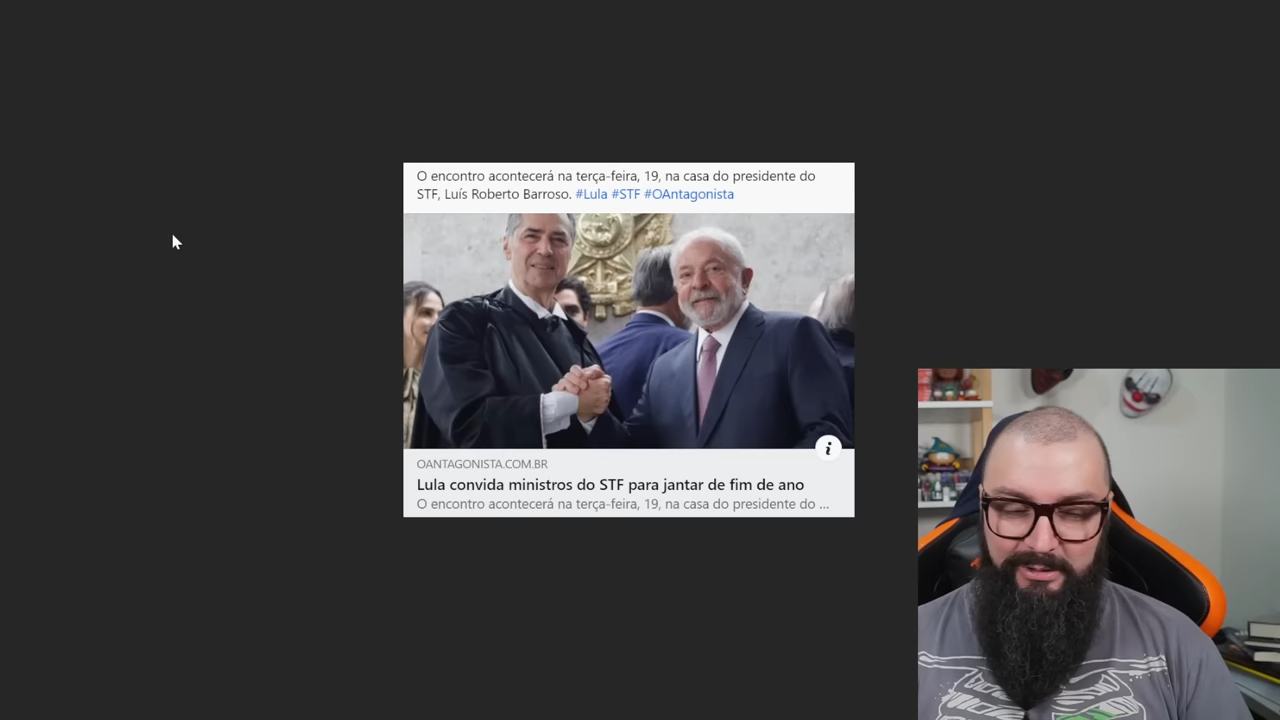 O encontro acontecerá na terça-feira, 19, na casa do presidente do
STF, Luís Roberto Barroso. #Lula #STF #OAntagonista
i
OANTAGONISTA.COM.BR
Lula convida ministros do STF para jantar de fim de ano
O encontro acontecerá na terça-feira, 19, na casa do presidente do ...